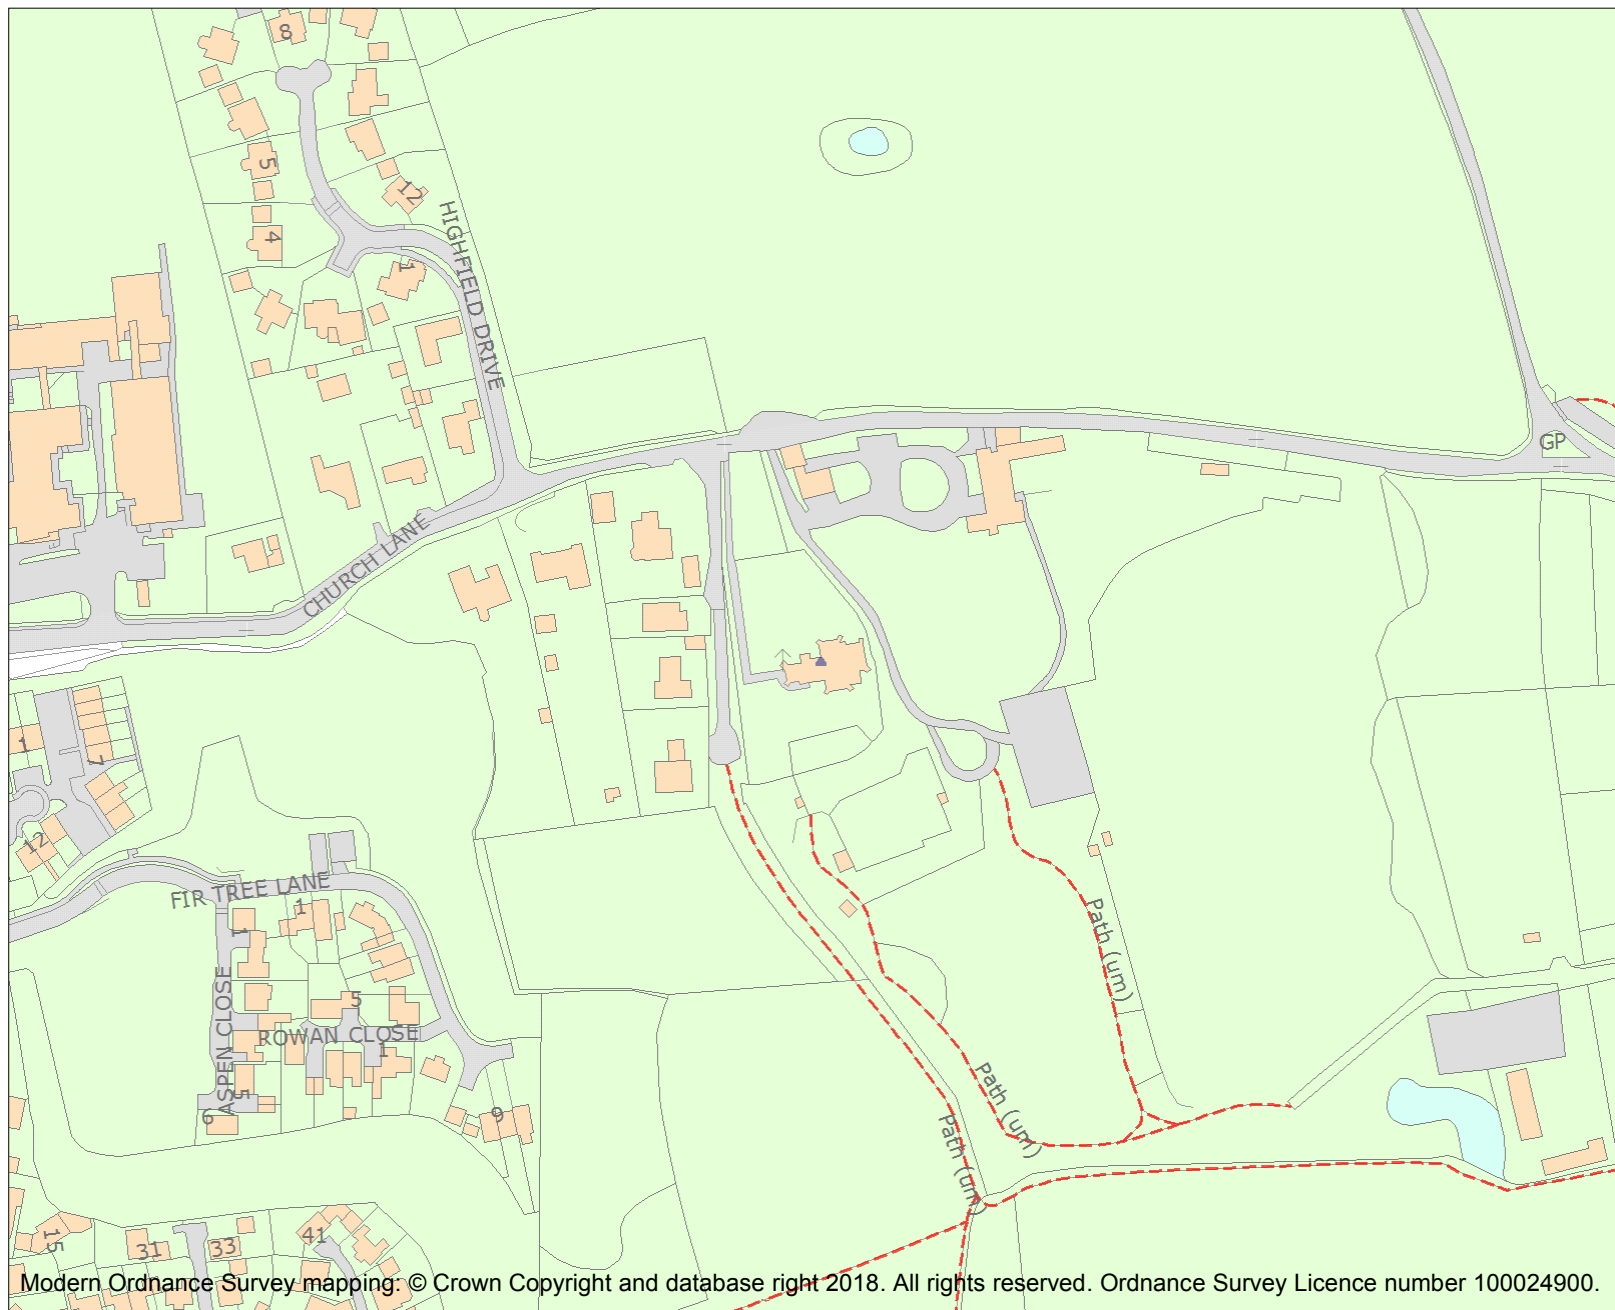 8
5
12
4
1
HIGHFIELD DRIVE
GP
CHURCH LANE
1
7
12
FIR TREE LANE
1
1
Path (um)
ASPEN CLOSE
5
ROWAN CLOSE
1
5
6
9
Path (um)
Path (um)
15
31
33
41
Modern Ordnance Survey mapping: © Crown Copyright and database right 2018. All rights reserved. Ordnance Survey Licence number 100024900.